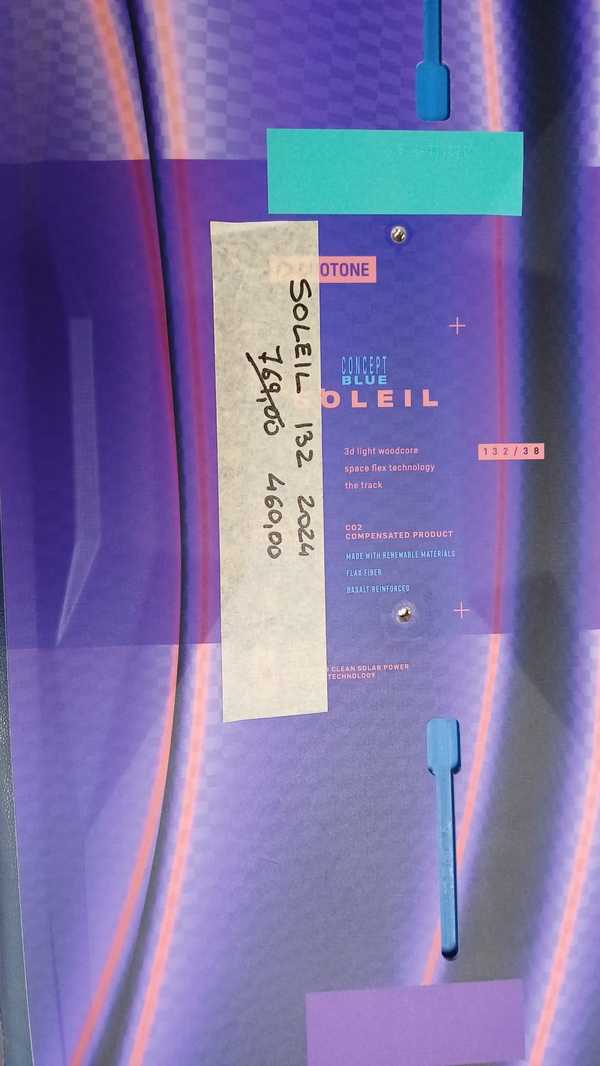 OTONE
SOLEIL 132 2024
769,00 460,00
CONCEPT
BLUE
OLEIL
3d light woodcore
space flex technology
the track
132/38
CO2
COMPENSATED PRODUCT
MADE WITH RENEWABLE MATERIALS
FLAX FIBER
BASALT REINFORCED
CLEAN SOLAR POWER
TECHNOLOGY